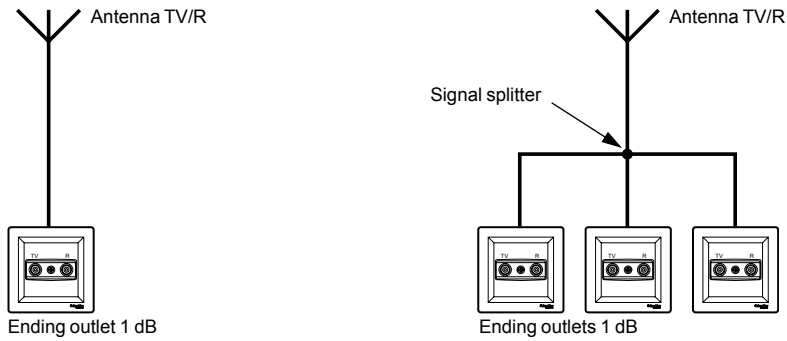 Antenna TV/R
Antenna TV/R
Signal splitter
TV R
TV R
TV R
TV R
Ending outlet 1 dB
Ending outlets 1 dB